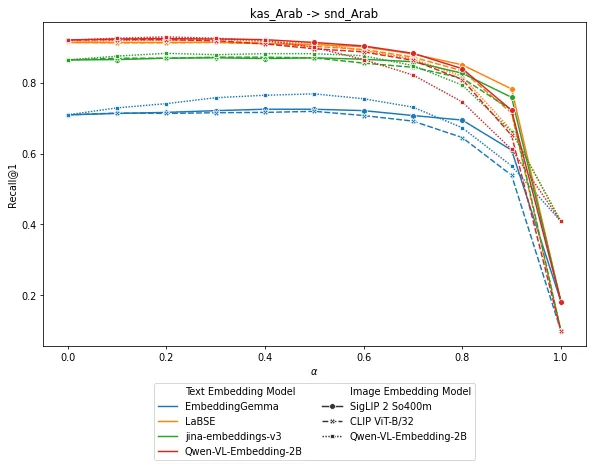 kas_Arab -> snd_Arab
Recall@1
0.8
0.6
0.4
0.2
0.0
0.2
0.4
0.6
0.8
1.0
α
Text Embedding Model
EmbeddingGemma
LaBSE
jina-embeddings-v3
Qwen-VL-Embedding-2B
Image Embedding Model
SigLIP 2 So400m
CLIP ViT-B/32
Qwen-VL-Embedding-2B